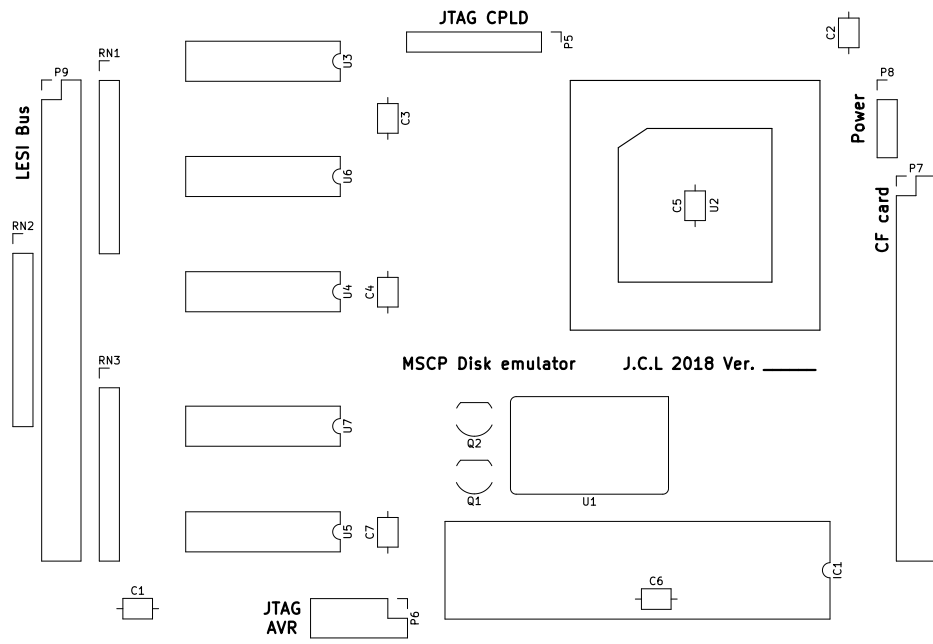 JTAG CPLD
P5
C2
RN1
U3
P9
P8
LESI Bus
C3
Power
U6
P7
C5
U2
RN2
CF card
U4
C4
RN3
MSCP Disk emulator
J.C.L 2018 Ver. ______
U7
Q2
Q1
U1
U5
C7
IC1
C1
C6
JTAG
AVR
P6